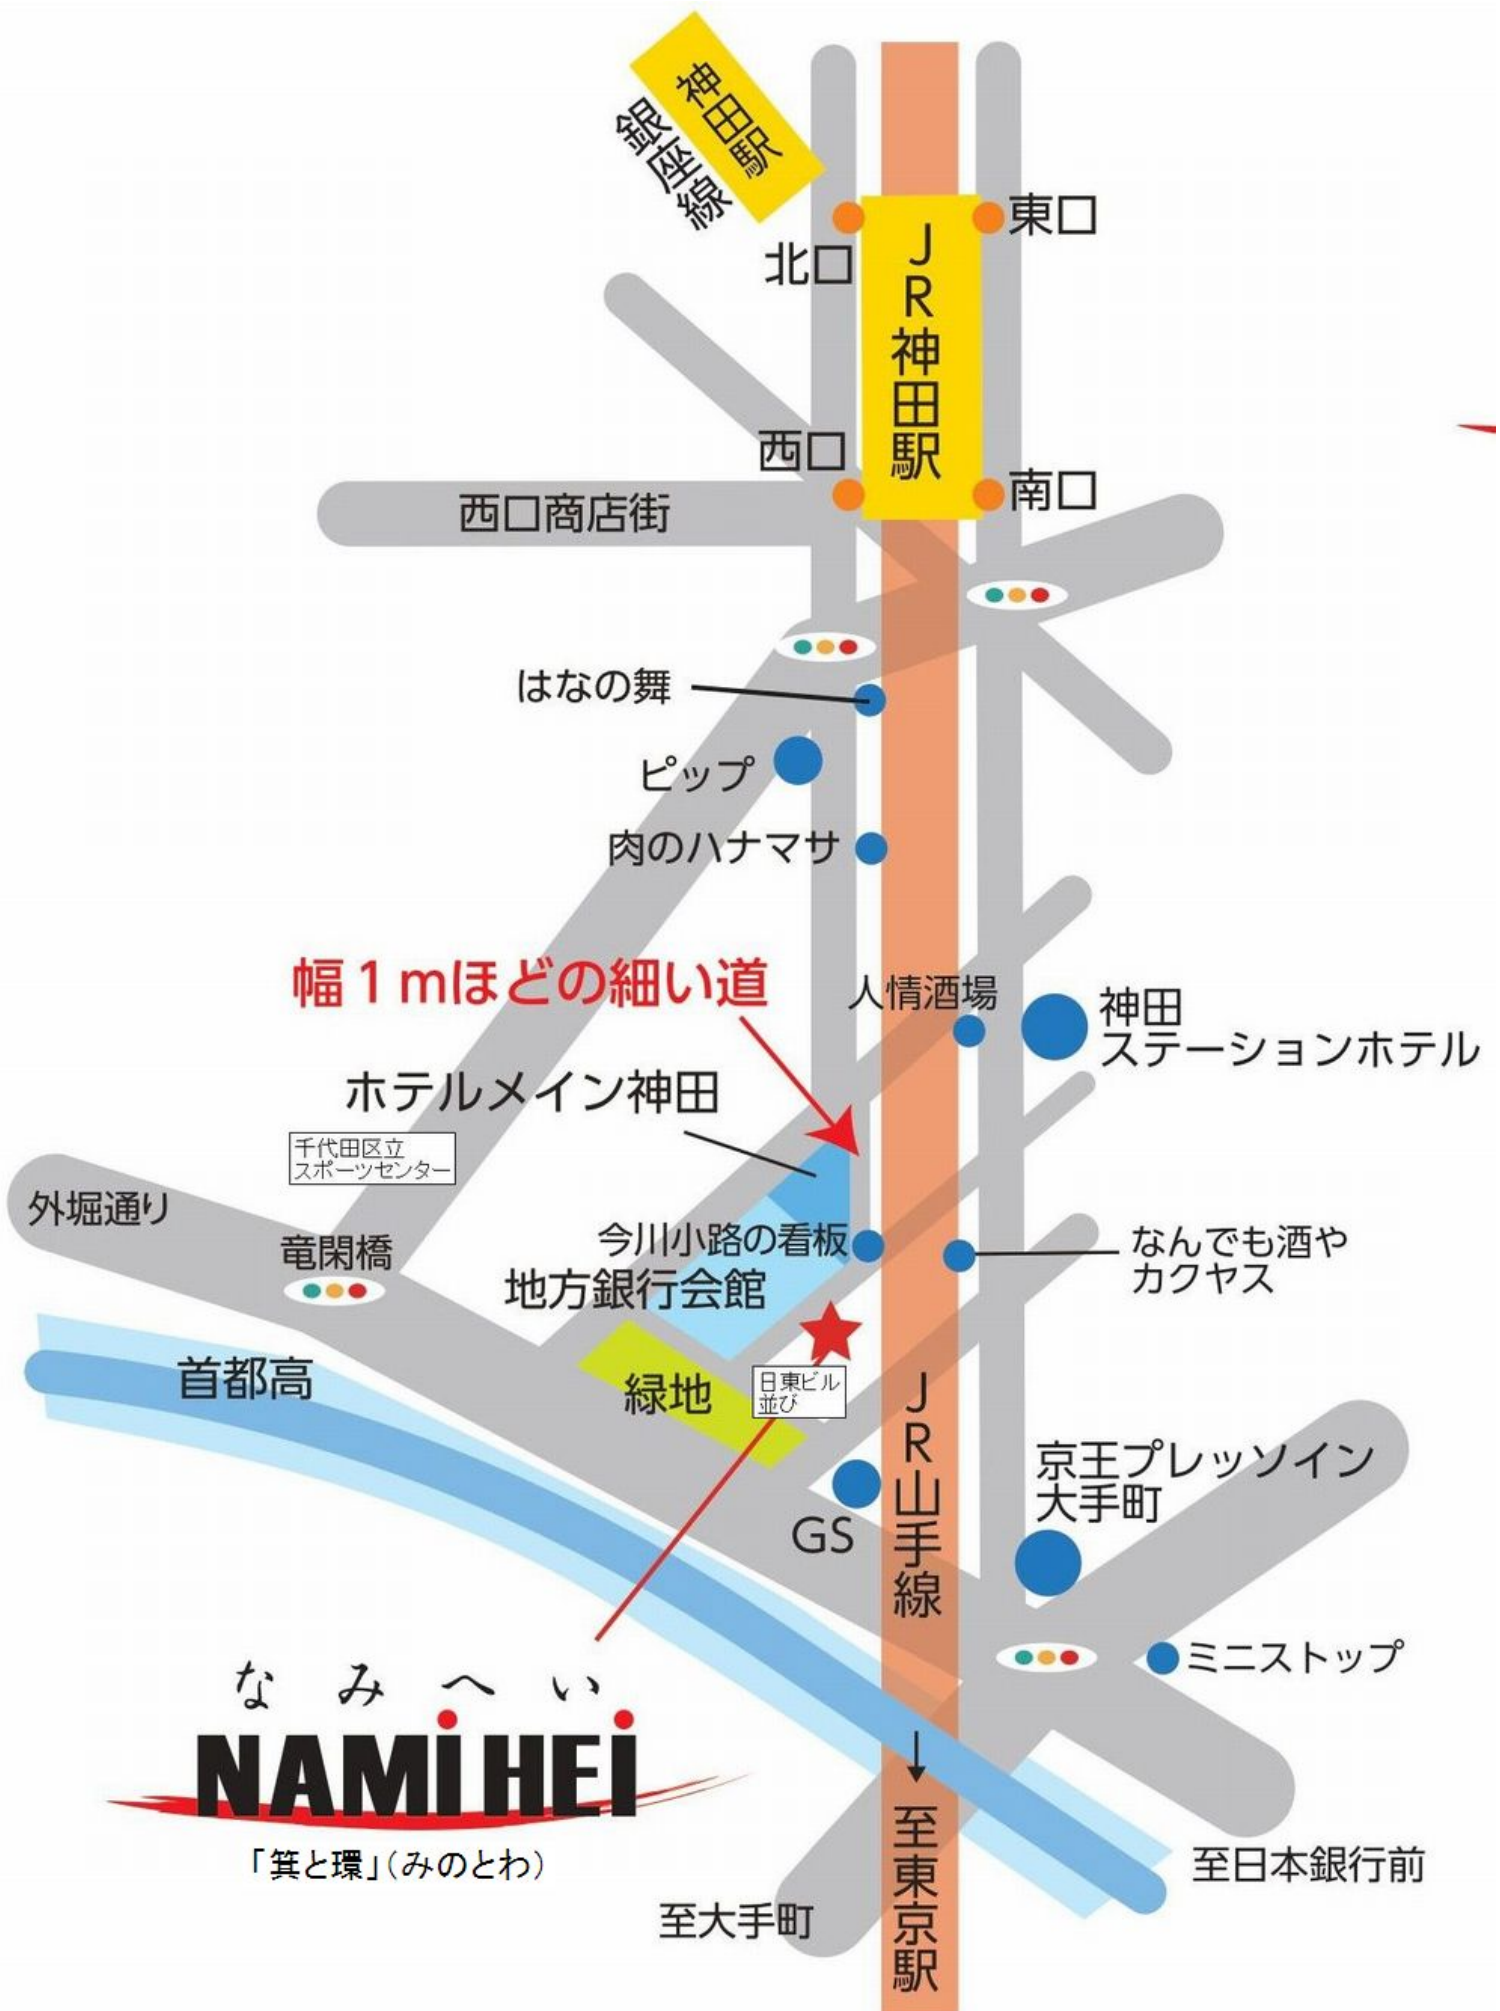 神田駅
銀座線
東口
北口
JR神田駅
西口
南口
西口商店街
はなの舞
ピップ
肉のハナマサ
幅1mほどの細い道
人情酒場
神田
ステーションホテル
ホテルメイン神田
千代田区立
スポーツセンター
外堀通り
竜閑橋
今川小路の看板
地方銀行会館
なんでも酒や
カクヤス
首都高
緑地
日東ビル
並び
JR山手線
京王プレッソイン
大手町
GS
ミニストップ
なみへい
NAMiHEi
「箕と環」(みのとわ)
↓
至東京駅
至日本銀行前
至大手町